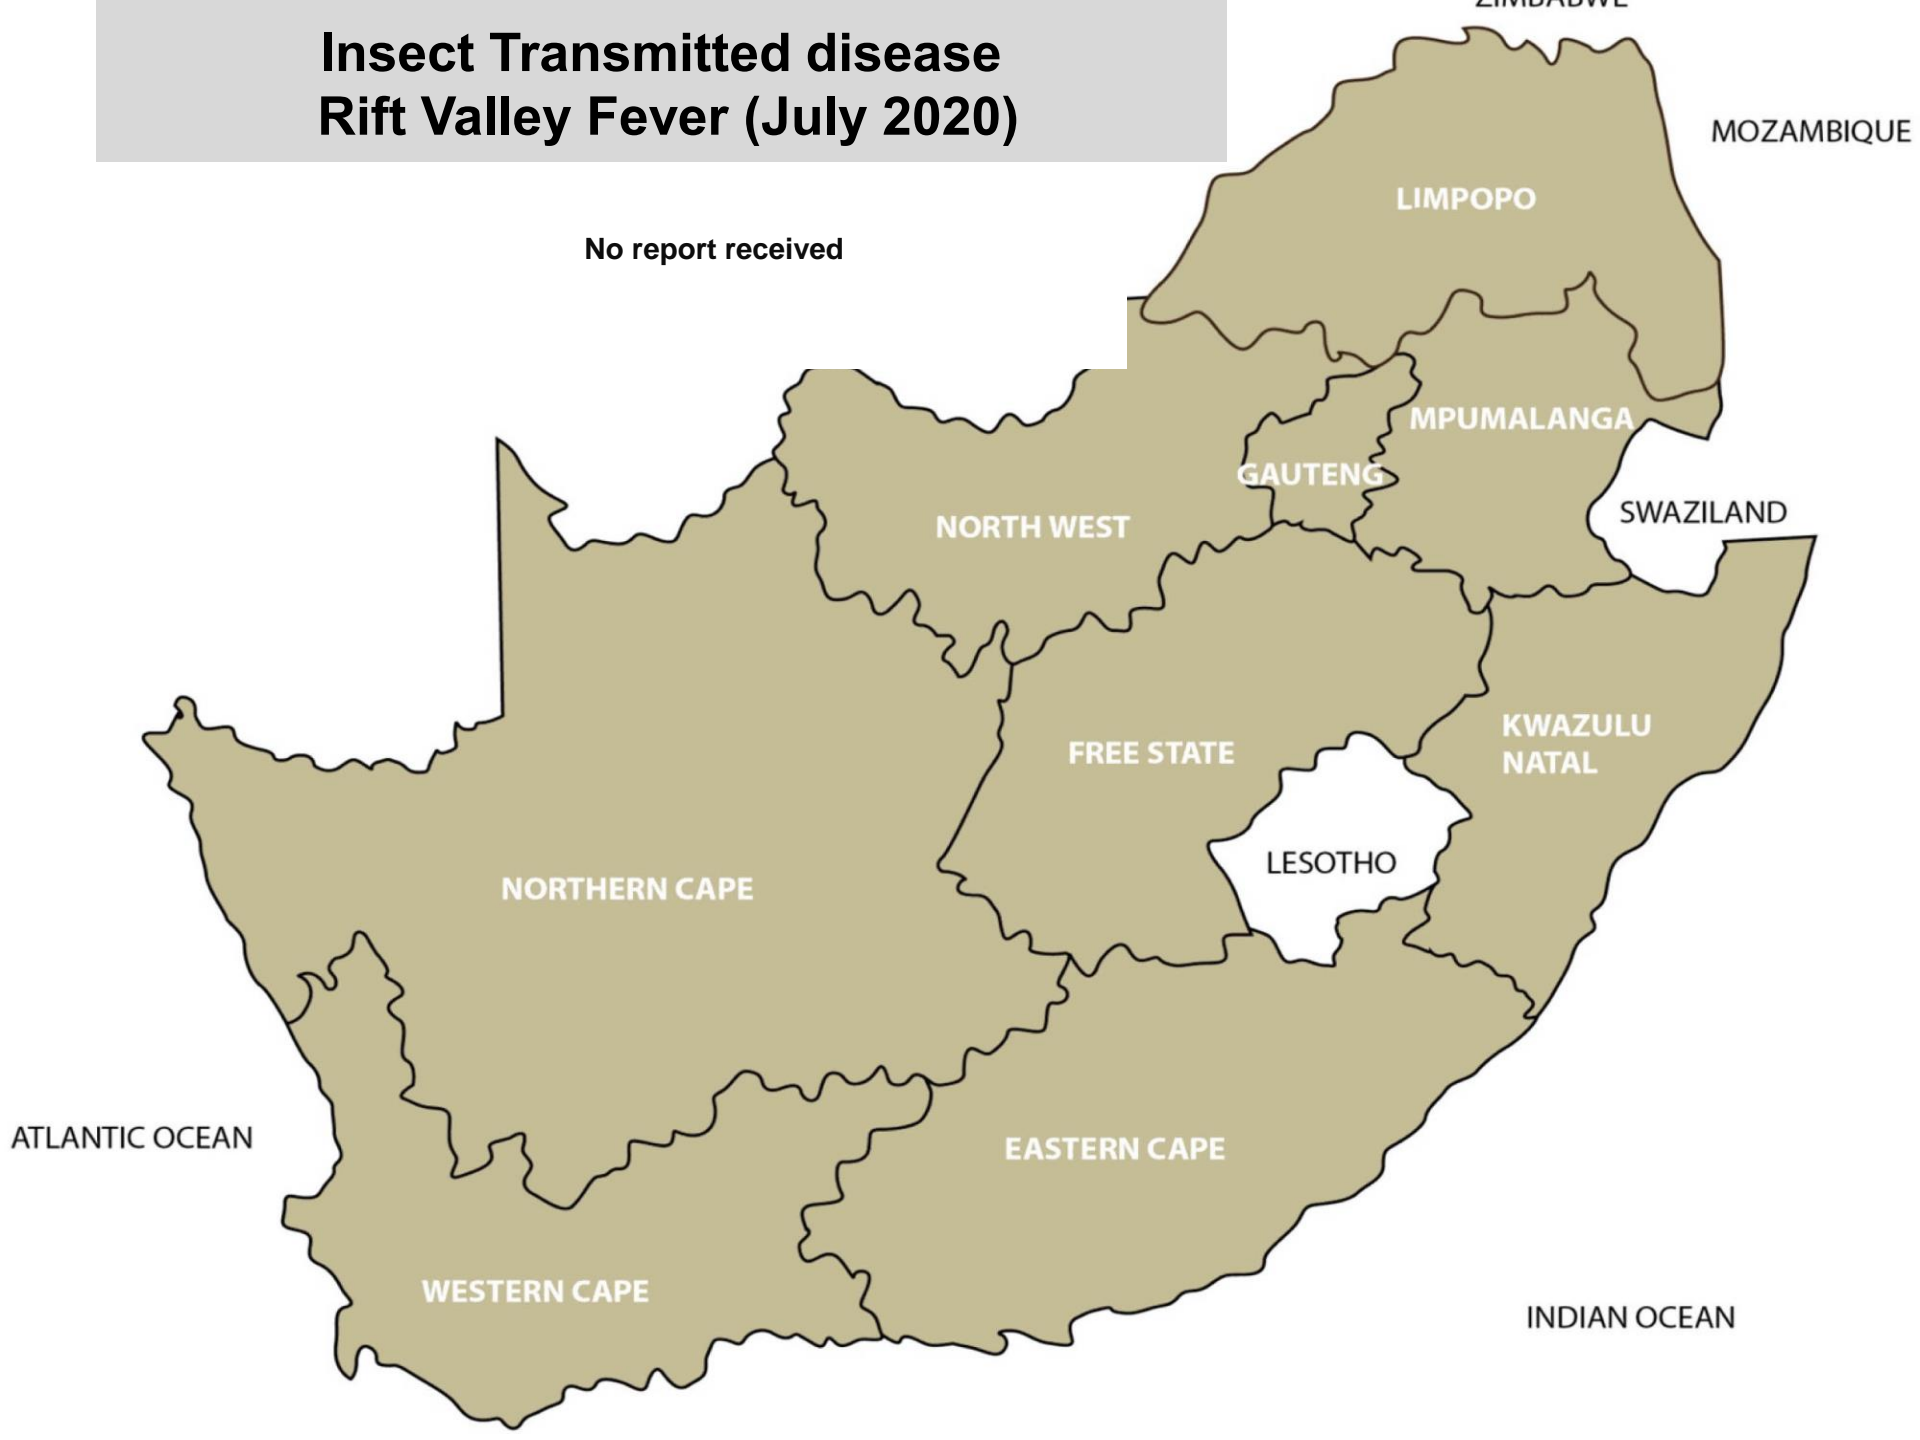 ZIMBABWE
Insect Transmitted disease
Rift Valley Fever (July 2020)
MOZAMBIQUE
LIMPOPO
No report received
MPUMALANGA
GAUTENG
SWAZILAND
NORTH WEST
KWAZULU
NATAL
FREE STATE
LESOTHO
NORTHERN CAPE
ATLANTIC OCEAN
EASTERN CAPE
WESTERN CAPE
INDIAN OCEAN